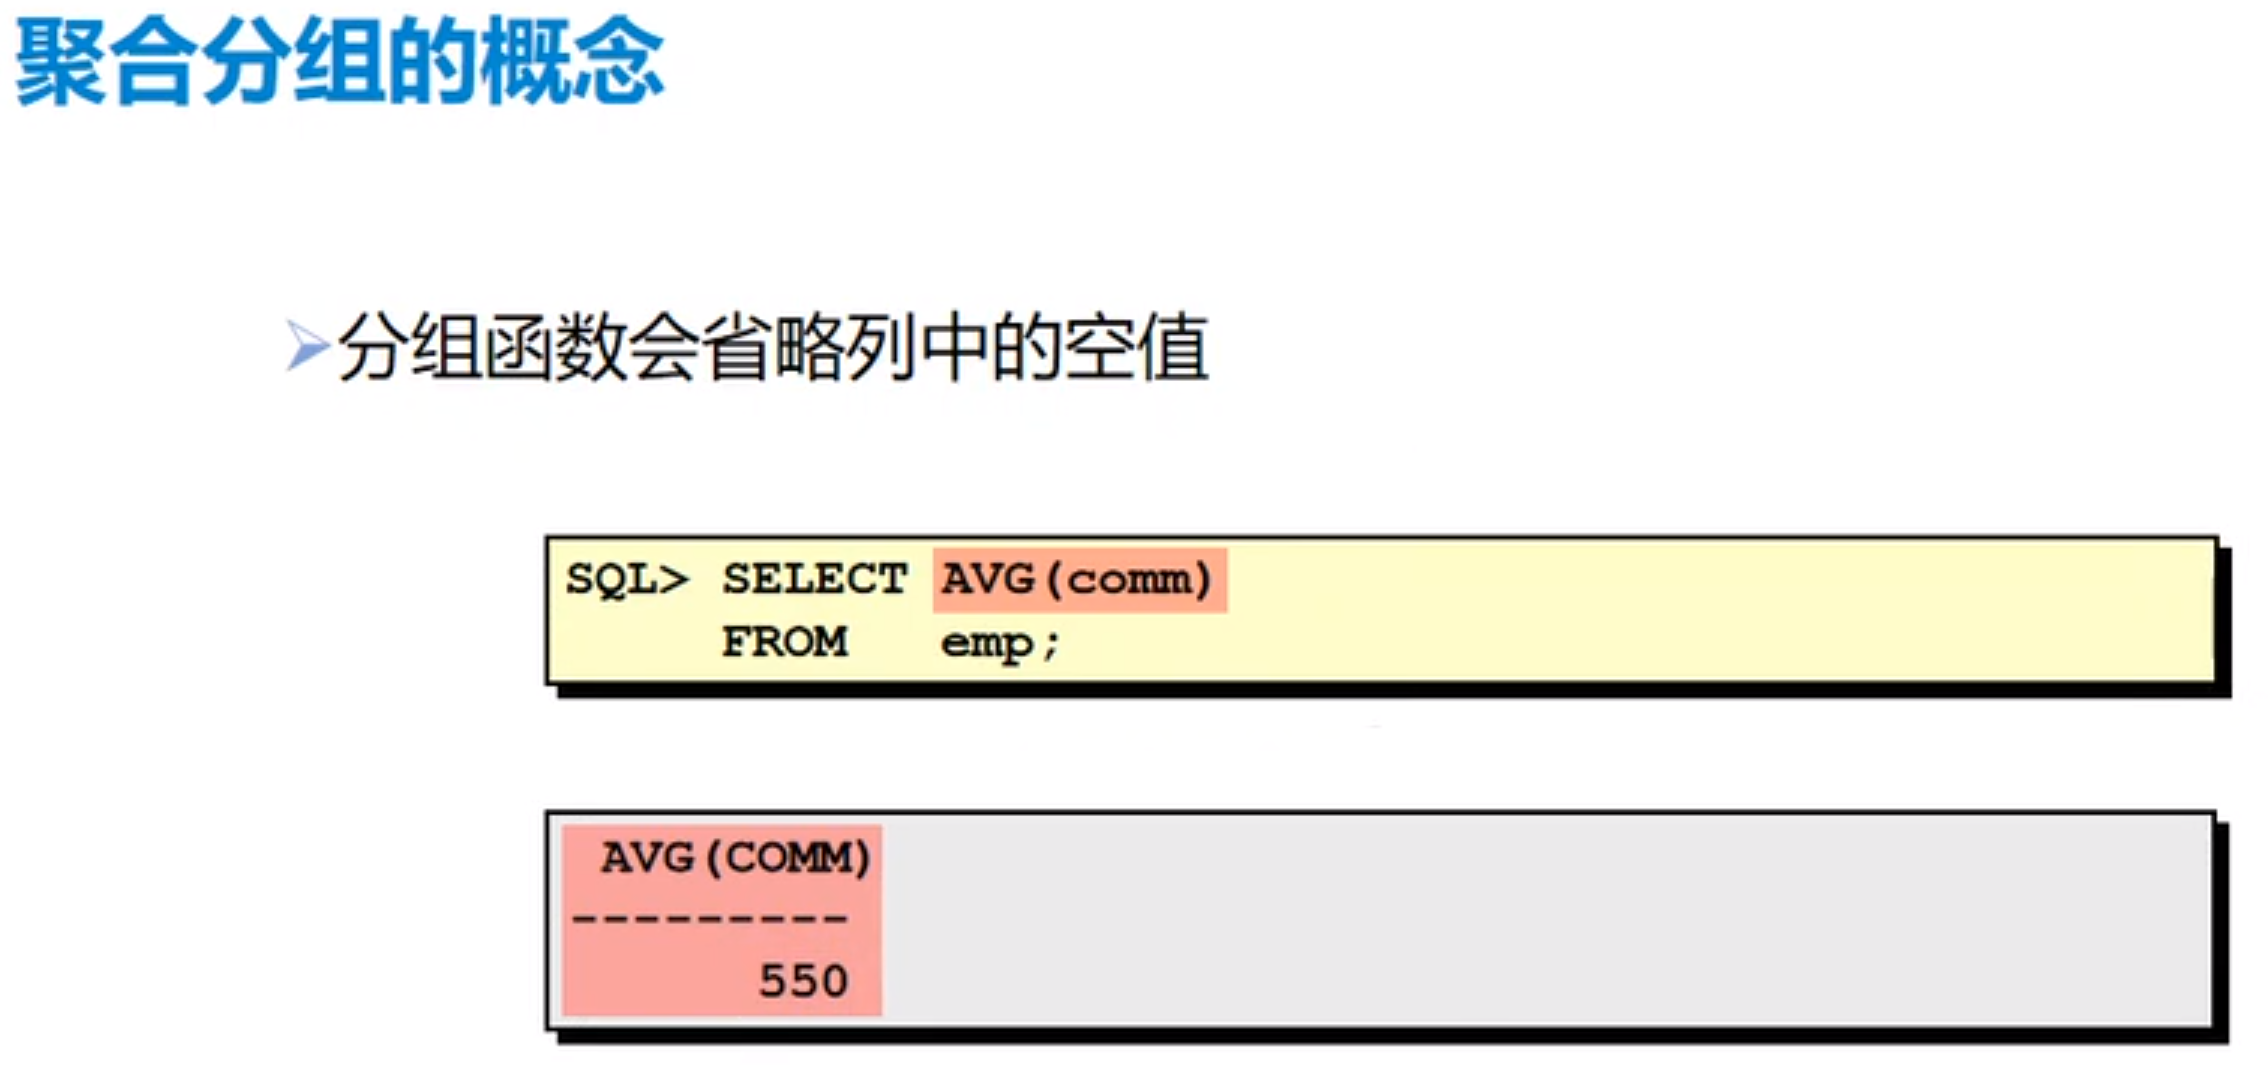 聚合分组的概念
➢分组函数会省略列中的空值
SQL> SELECT AVG(comm)
FROM emp;
AVG(COMM)
---------
550